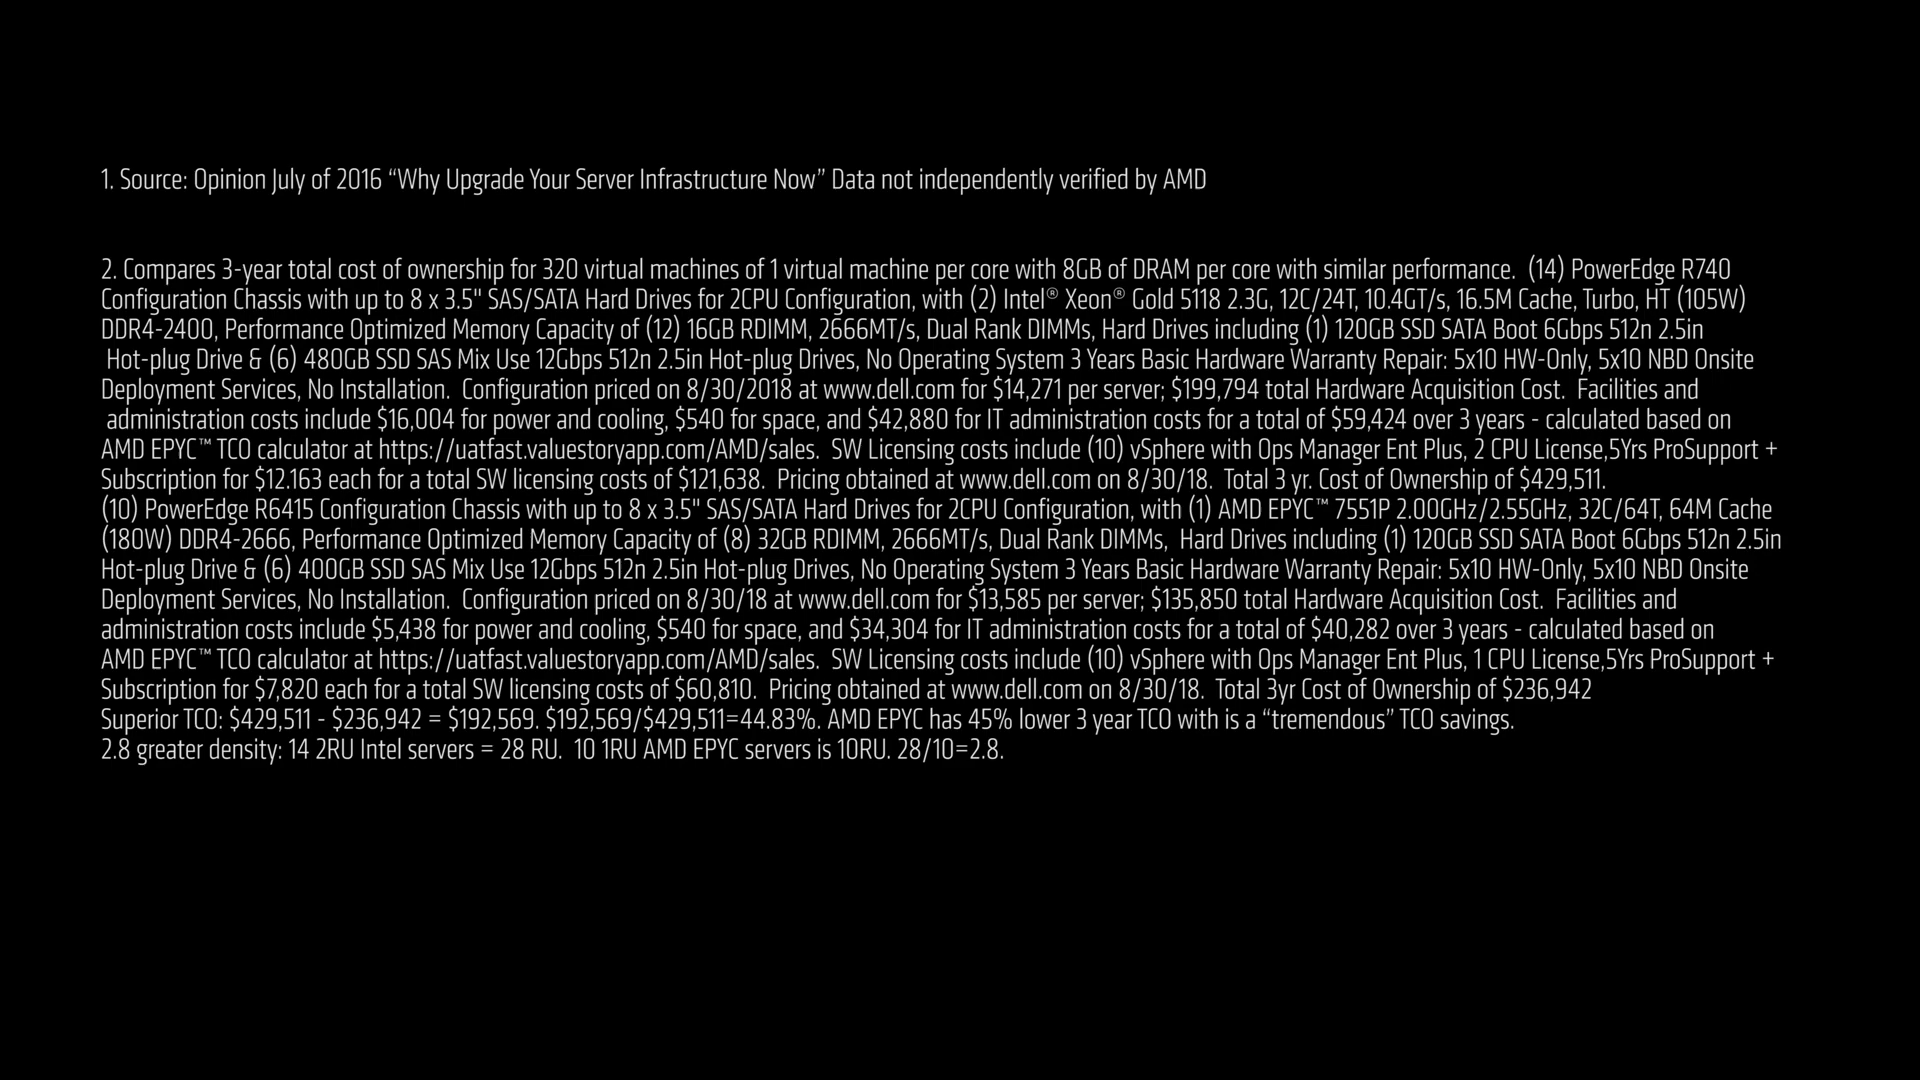 1. Source: Opinion July of 2016 “Why Upgrade Your Server Infrastructure Now” Data not independently verified by AMD
2. Compares 3-year total cost of ownership for 320 virtual machines of 1 virtual machine per core with 8GB of DRAM per core with similar performance.  (14) PowerEdge R740
Configuration Chassis with up to 8 x 3.5" SAS/SATA Hard Drives for 2CPU Configuration, with (2) Intel® Xeon® Gold 5118 2.3G, 12C/24T, 10.4GT/s, 16.5M Cache, Turbo, HT (105W)
DDR4-2400, Performance Optimized Memory Capacity of (12) 16GB RDIMM, 2666MT/s, Dual Rank DIMMs, Hard Drives including (1) 120GB SSD SATA Boot 6Gbps 512n 2.5in
Hot-plug Drive & (6) 480GB SSD SAS Mix Use 12Gbps 512n 2.5in Hot-plug Drives, No Operating System 3 Years Basic Hardware Warranty Repair: 5x10 HW-Only, 5x10 NBD Onsite
Deployment Services, No Installation.  Configuration priced on 8/30/2018 at www.dell.com for $14,271 per server; $199,794 total Hardware Acquisition Cost.  Facilities and
administration costs include $16,004 for power and cooling, $540 for space, and $42,880 for IT administration costs for a total of $59,424 over 3 years - calculated based on
AMD EPYC™ TCO calculator at https://uatfast.valuestoryapp.com/AMD/sales.  SW Licensing costs include (10) vSphere with Ops Manager Ent Plus, 2 CPU License,5Yrs ProSupport +
Subscription for $12.163 each for a total SW licensing costs of $121,638.  Pricing obtained at www.dell.com on 8/30/18.  Total 3 yr. Cost of Ownership of $429,511.
(10) PowerEdge R6415 Configuration Chassis with up to 8 x 3.5" SAS/SATA Hard Drives for 2CPU Configuration, with (1) AMD EPYC™ 7551P 2.00GHz/2.55GHz, 32C/64T, 64M Cache
(180W) DDR4-2666, Performance Optimized Memory Capacity of (8) 32GB RDIMM, 2666MT/s, Dual Rank DIMMs,  Hard Drives including (1) 120GB SSD SATA Boot 6Gbps 512n 2.5in
Hot-plug Drive & (6) 400GB SSD SAS Mix Use 12Gbps 512n 2.5in Hot-plug Drives, No Operating System 3 Years Basic Hardware Warranty Repair: 5x10 HW-Only, 5x10 NBD Onsite
Deployment Services, No Installation.  Configuration priced on 8/30/18 at www.dell.com for $13,585 per server; $135,850 total Hardware Acquisition Cost.  Facilities and
administration costs include $5,438 for power and cooling, $540 for space, and $34,304 for IT administration costs for a total of $40,282 over 3 years - calculated based on
AMD EPYC™ TCO calculator at https://uatfast.valuestoryapp.com/AMD/sales.  SW Licensing costs include (10) vSphere with Ops Manager Ent Plus, 1 CPU License,5Yrs ProSupport +
Subscription for $7,820 each for a total SW licensing costs of $60,810.  Pricing obtained at www.dell.com on 8/30/18.  Total 3yr Cost of Ownership of $236,942
Superior TCO: $429,511 - $236,942 = $192,569. $192,569/$429,511=44.83%. AMD EPYC has 45% lower 3 year TCO with is a “tremendous” TCO savings.
2.8 greater density: 14 2RU Intel servers = 28 RU.  10 1RU AMD EPYC servers is 10RU. 28/10=2.8.